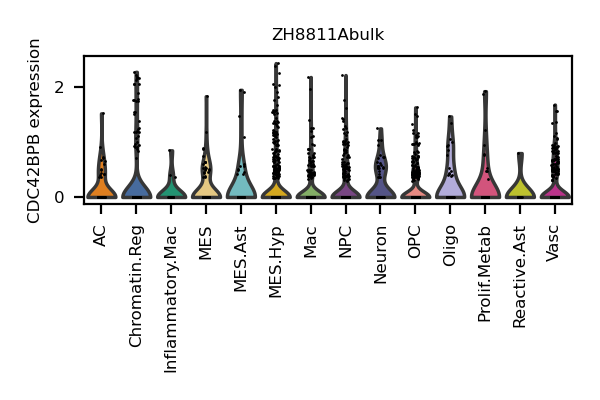 ZH8811Abulk
CDC42BPB expression
2
0
AC
Chromatin.Reg
Inflammatory.Mac
MES
MES.Ast
MES.Hyp
Mac
NPC
Neuron
OPC
Oligo
Prolif.Metab
Reactive.Ast
Vasc